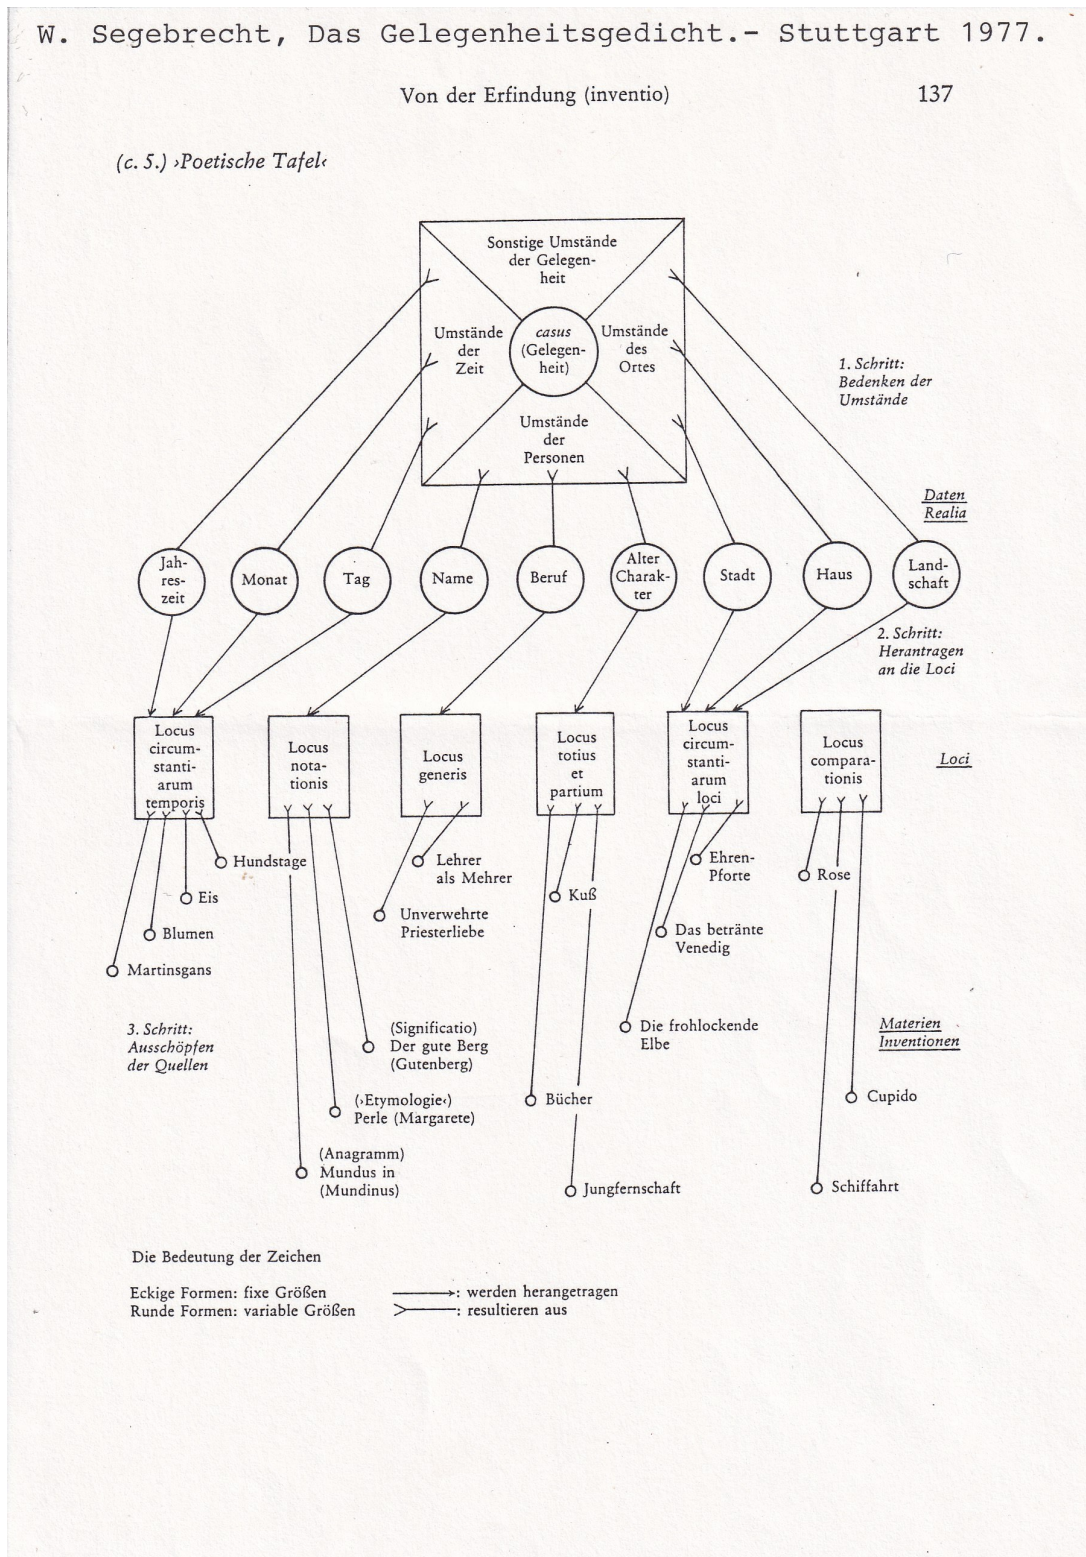 W. Segebrecht, Das Gelegenheitsgedicht.- Stuttgart 1977.
Von der Erfindung (inventio)
137
(c. 5.) ›Poetische Tafel‹
Sonstige Umstände
der Gelegen-
heit
Umstände
der
Zeit
casus
(Gelegen-
heit)
Umstände
des
Ortes
Umstände
der
Personen
1. Schritt:
Bedenken der
Umstände
Daten
Realia
Jah-
res-
zeit
Monat
Tag
Name
Beruf
Alter
Charak-
ter
Stadt
Haus
Land-
schaft
2. Schritt:
Herantragen
an die Loci
Locus
circum-
stanti-
arum
temporis
Locus
nota-
tionis
Locus
generis
Locus
totius
et
partium
Locus
circum-
stanti-
arum
loci
Locus
compara-
tionis
Loci
Hundstage
Eis
Blumen
Martinsgans
Lehrer
als Mehrer
Unverwehrte
Priesterliebe
Kuß
Ehren-
Pforte
Das betränte
Venedig
Rose
3. Schritt:
Ausschöpfen
der Quellen
(Significatio)
Der gute Berg
(Gutenberg)
(›Etymologie‹)
Perle (Margarete)
(Anagramm)
Mundus in
(Mundinus)
Bücher
Jungfernschaft
Die frohlockende
Elbe
Materien
Inventionen
Cupido
Schiffahrt
Die Bedeutung der Zeichen
Eckige Formen: fixe Größen
: werden herangetragen
Runde Formen: variable Größen
: resultieren aus